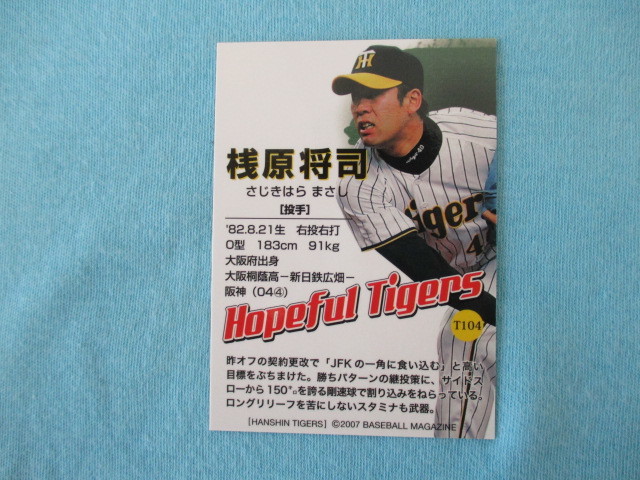 桟原将司
さじきはら まさし
[投手]
'82.8.21生 右投右打
O型 183cm 91kg
大阪府出身
大阪桐蔭高－新日鉄広畑－
阪神（04④）
Hopeful Tigers
T104
昨オフの契約更改で「JFKの一角に食い込む」と高い
目標をぶちまけた。勝ちパターンの継投策に、サイドス
ローから150㌔を誇る剛速球で割り込みをねらっている。
ロングリリーフを苦にしないスタミナも武器。
[HANSHIN TIGERS] ©2007 BASEBALL MAGAZINE
tigers
4